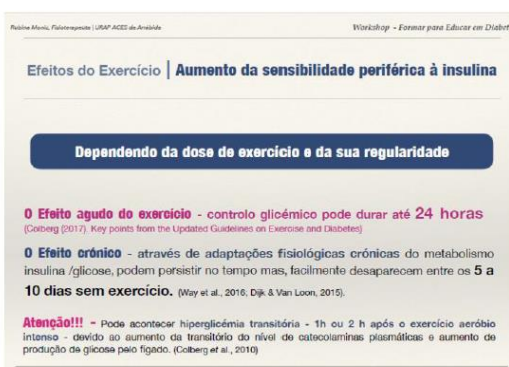 Rabine Moniz, Fisioterapeuta | URAP ACES da Arrábida
Workshop - Formar para Educar em Diabet
Efeitos do Exercício | Aumento da sensibilidade periférica à insulina
Dependendo da dose de exercício e da sua regularidade
O Efeito agudo do exercício - controlo glicémico pode durar até 24 horas
(Colberg (2017). Key points from the Updated Guidelines on Exercise and Diabetes)
O Efeito crónico - através de adaptações fisiológicas crónicas do metabolismo
insulina /glicose, podem persistir no tempo mas, facilmente desaparecem entre os 5 a
10 dias sem exercício. (Way et al., 2016; Dijk & Van Loon, 2015).
Atenção!!! - Pode acontecer hiperglicémia transitória - 1h ou 2 h após o exercício aeróbio
intenso - devido ao aumento da transitório do nível de catecolaminas plasmáticas e aumento de
produção de glicose pelo fígado. (Colberg et al., 2010)